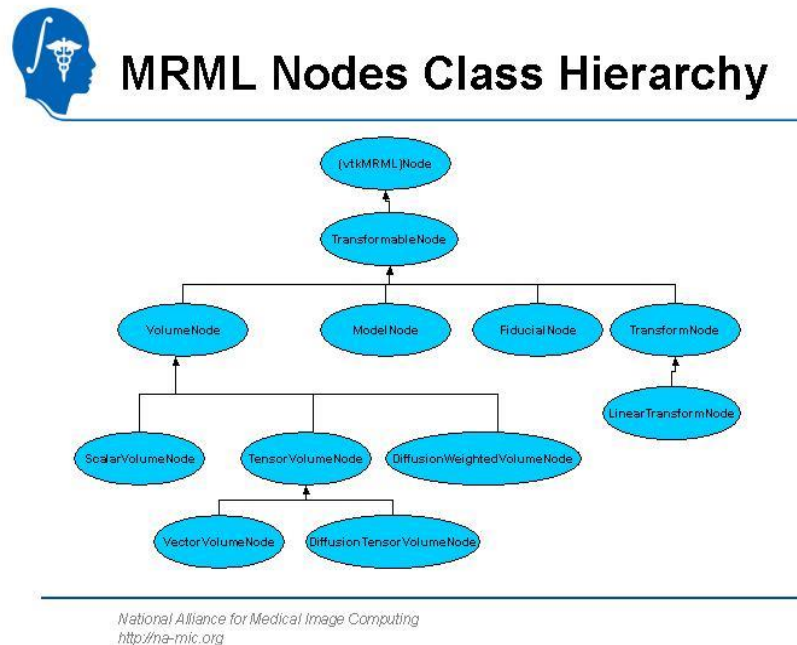 MRML Nodes Class Hierarchy
(vtkMRML)Node
TransformableNode
VolumeNode
ModelNode
FiducialNode
TransformNode
LinearTransformNode
ScalarVolumeNode
TensorVolumeNode
DiffusionWeightedVolumeNode
VectorVolumeNode
DiffusionTensorVolumeNode
National Alliance for Medical Image Computing
http://na-mic.org